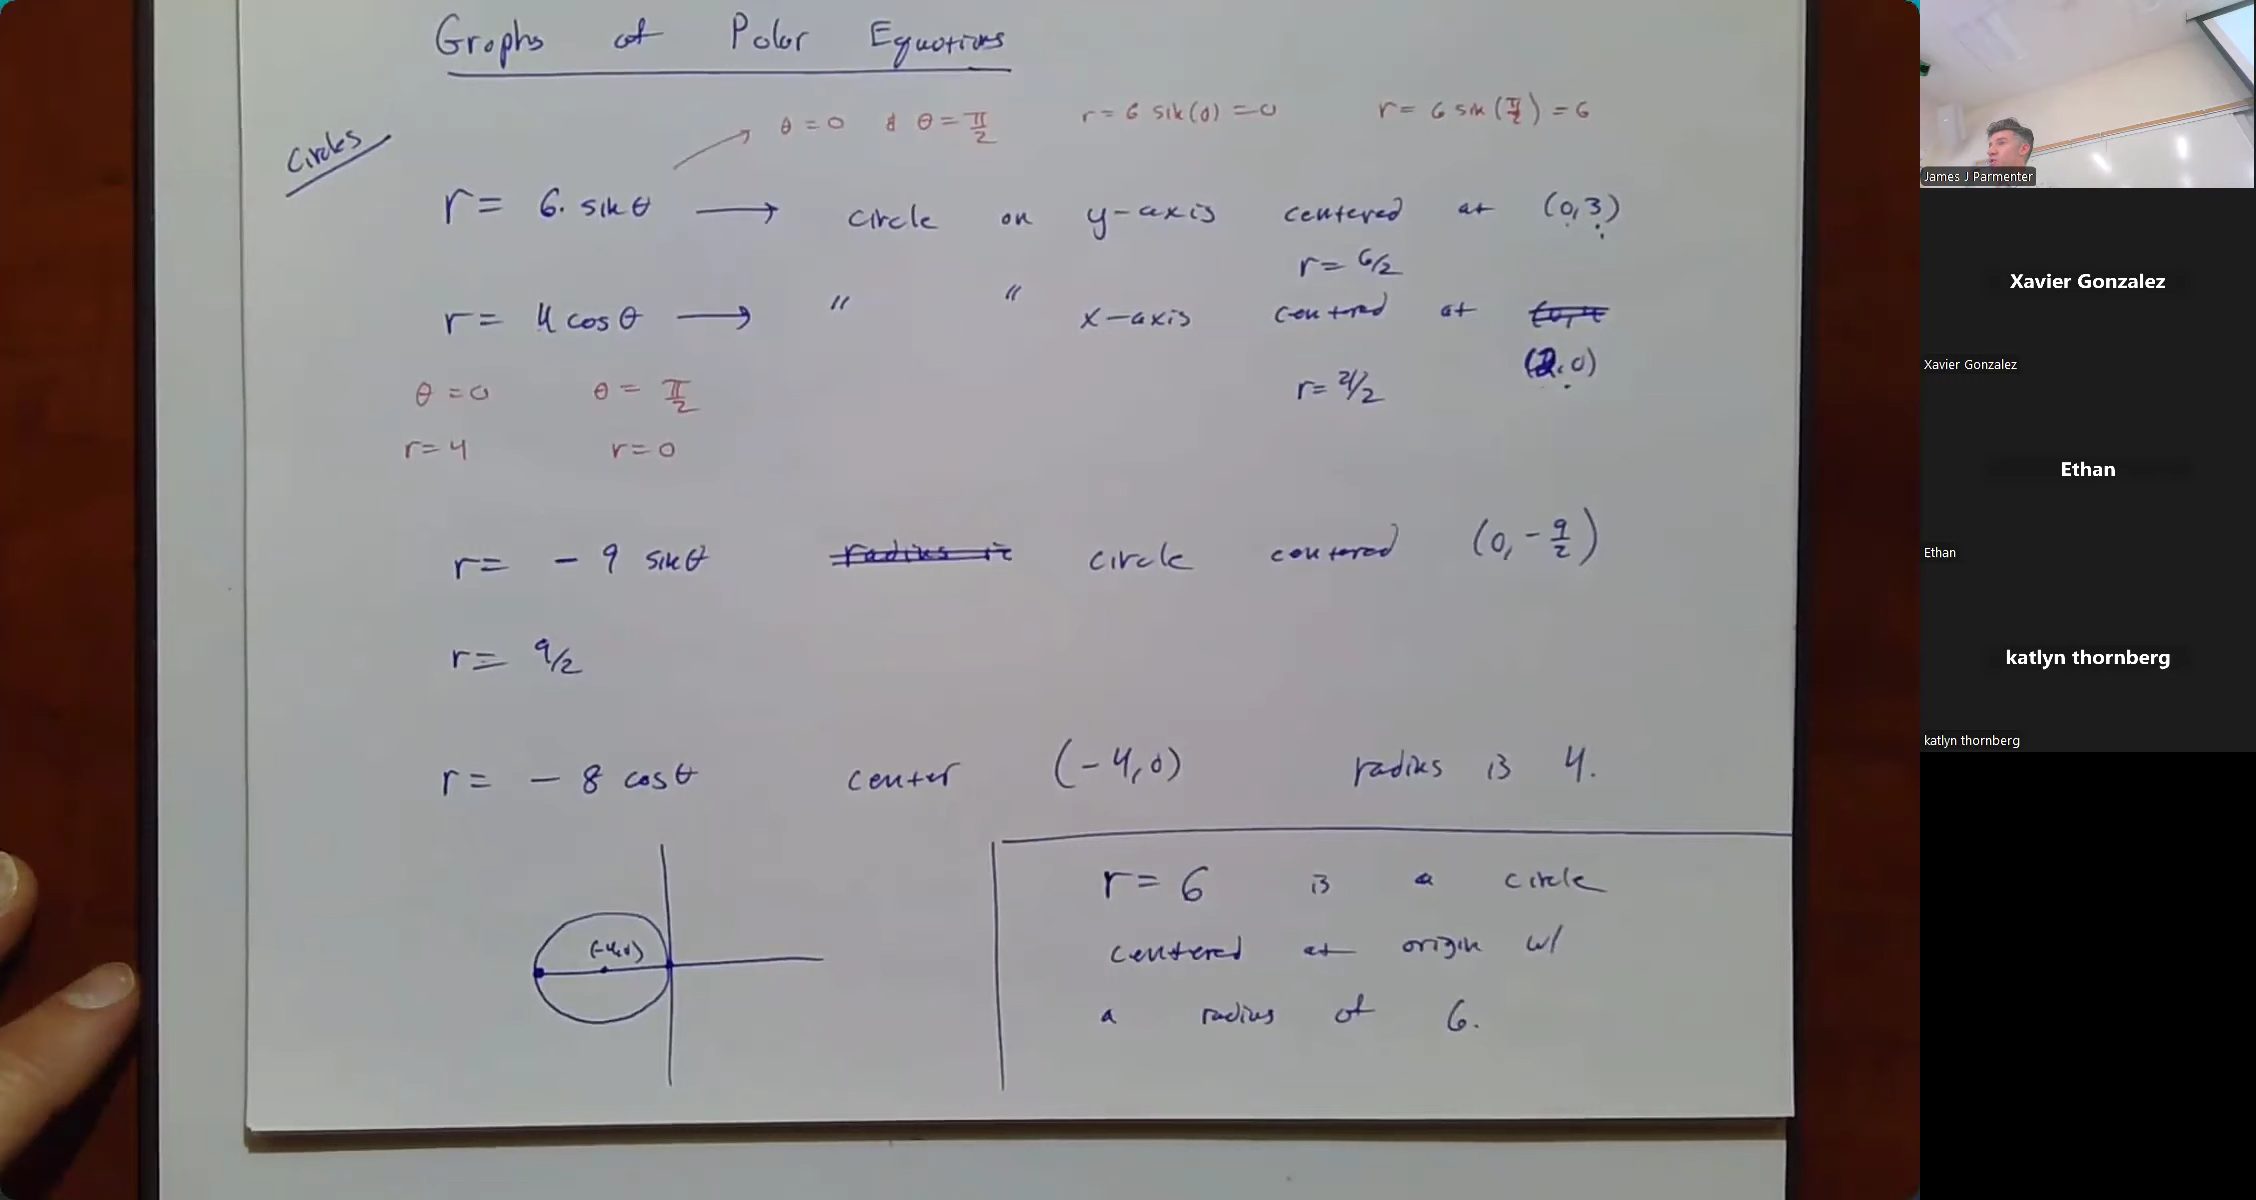 Graphs of Polar Equations
Circles
θ = 0 & θ = π/2 r = 6 sin(0) = 0 r = 6 sin(π/2) = 6
r = 6 · sin θ → circle on y-axis centered at (0,3)
r = 6/2
r = 4 cos θ → " " x-axis centered at
(2,0)
θ = 0 θ = π/2
r = 4 r = 0
r = - 9 sin θ radius is circle centered (0, -9/2)
r = 9/2
r = - 8 cos θ center (-4,0) radius is 4.
(-4,0)
r = 6 is a circle
centered at origin w/
a radius of 6.
James J Parmenter
Xavier Gonzalez
Xavier Gonzalez
Ethan
Ethan
katlyn thornberg
katlyn thornberg